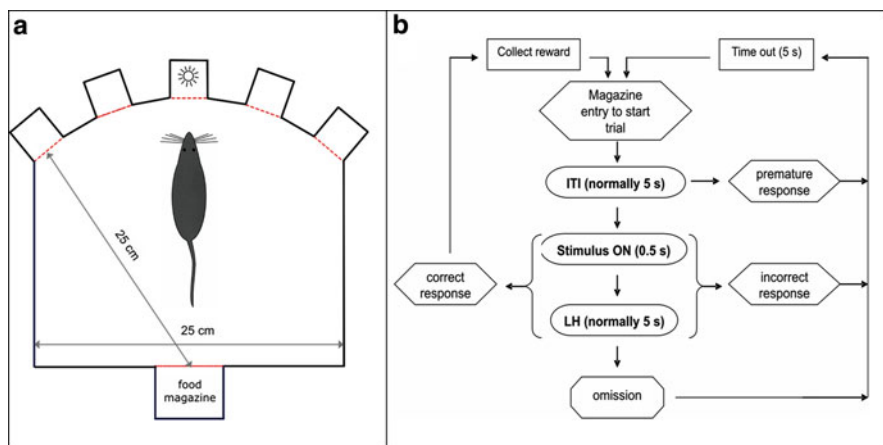 a
25 cm
25 cm
food
magazine
b
Collect reward
Time out (5 s)
Magazine
entry to start
trial
ITI (normally 5 s)
premature
response
Stimulus ON (0.5 s)
correct
response
incorrect
response
LH (normally 5 s)
omission